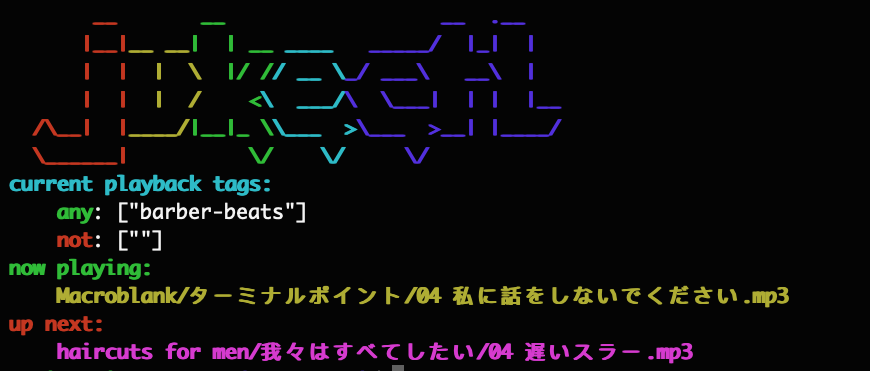 jukectl
current playback tags:
any: ["barber-beats"]
not: [""]
now playing:
Macroblank/ターミナルポイント/04 私に話をしないでください.mp3
up next:
haircuts for men/我々はすべてしたい/04 遅いスラー.mp3